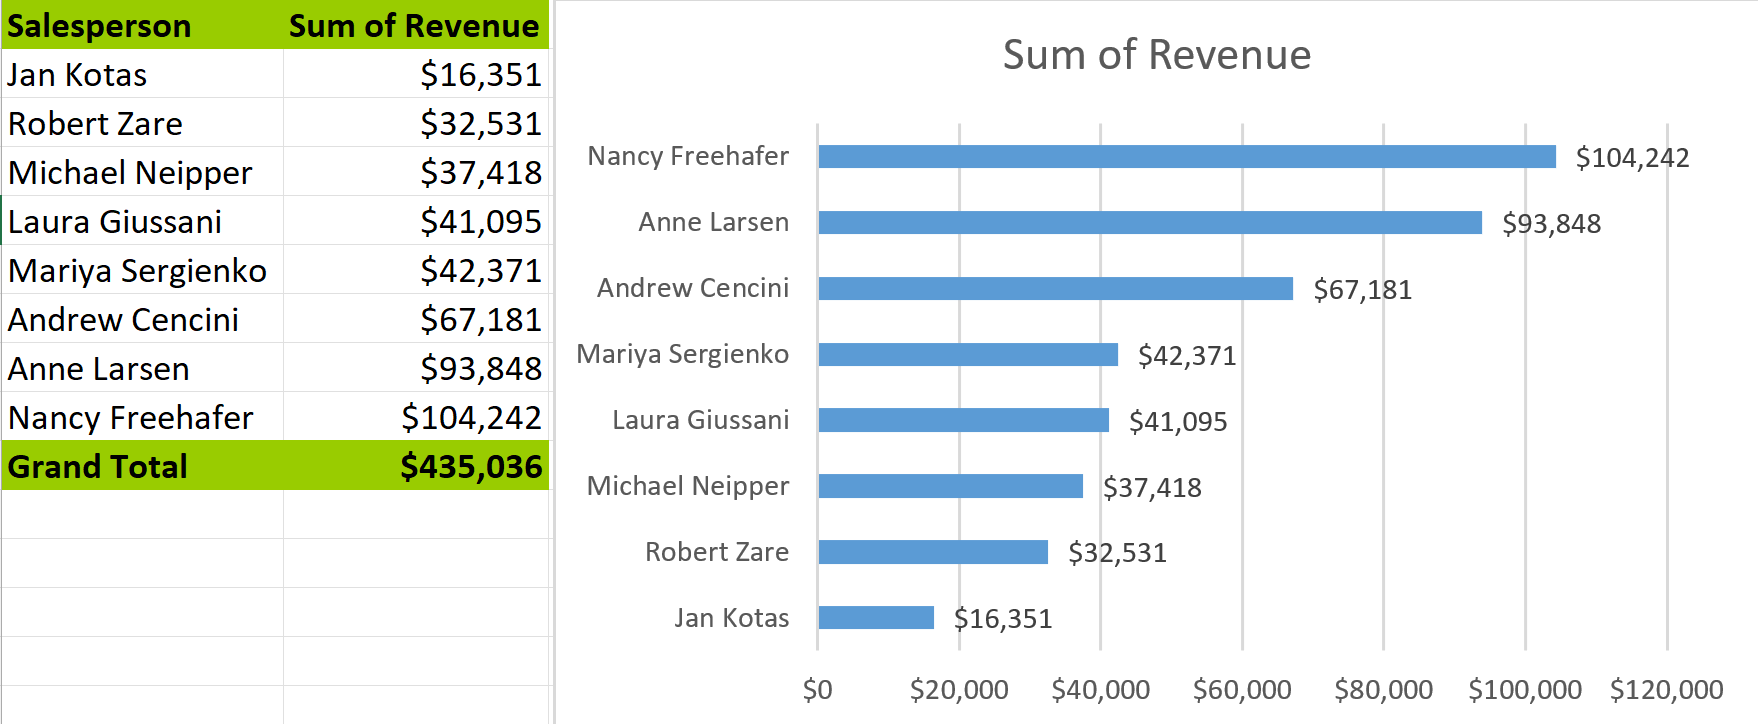 Salesperson Sum of Revenue
Jan Kotas $16,351
Robert Zare $32,531
Michael Neipper $37,418
Laura Giussani $41,095
Mariya Sergienko $42,371
Andrew Cencini $67,181
Anne Larsen $93,848
Nancy Freehafer $104,242
Grand Total $435,036
Sum of Revenue
Nancy Freehafer $104,242
Anne Larsen $93,848
Andrew Cencini $67,181
Mariya Sergienko $42,371
Laura Giussani $41,095
Michael Neipper $37,418
Robert Zare $32,531
Jan Kotas $16,351
$0 $20,000 $40,000 $60,000 $80,000 $100,000 $120,000